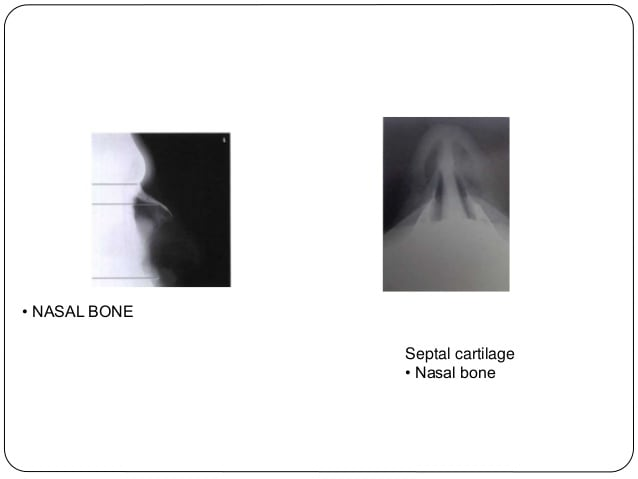 • NASAL BONE
Septal cartilage
• Nasal bone